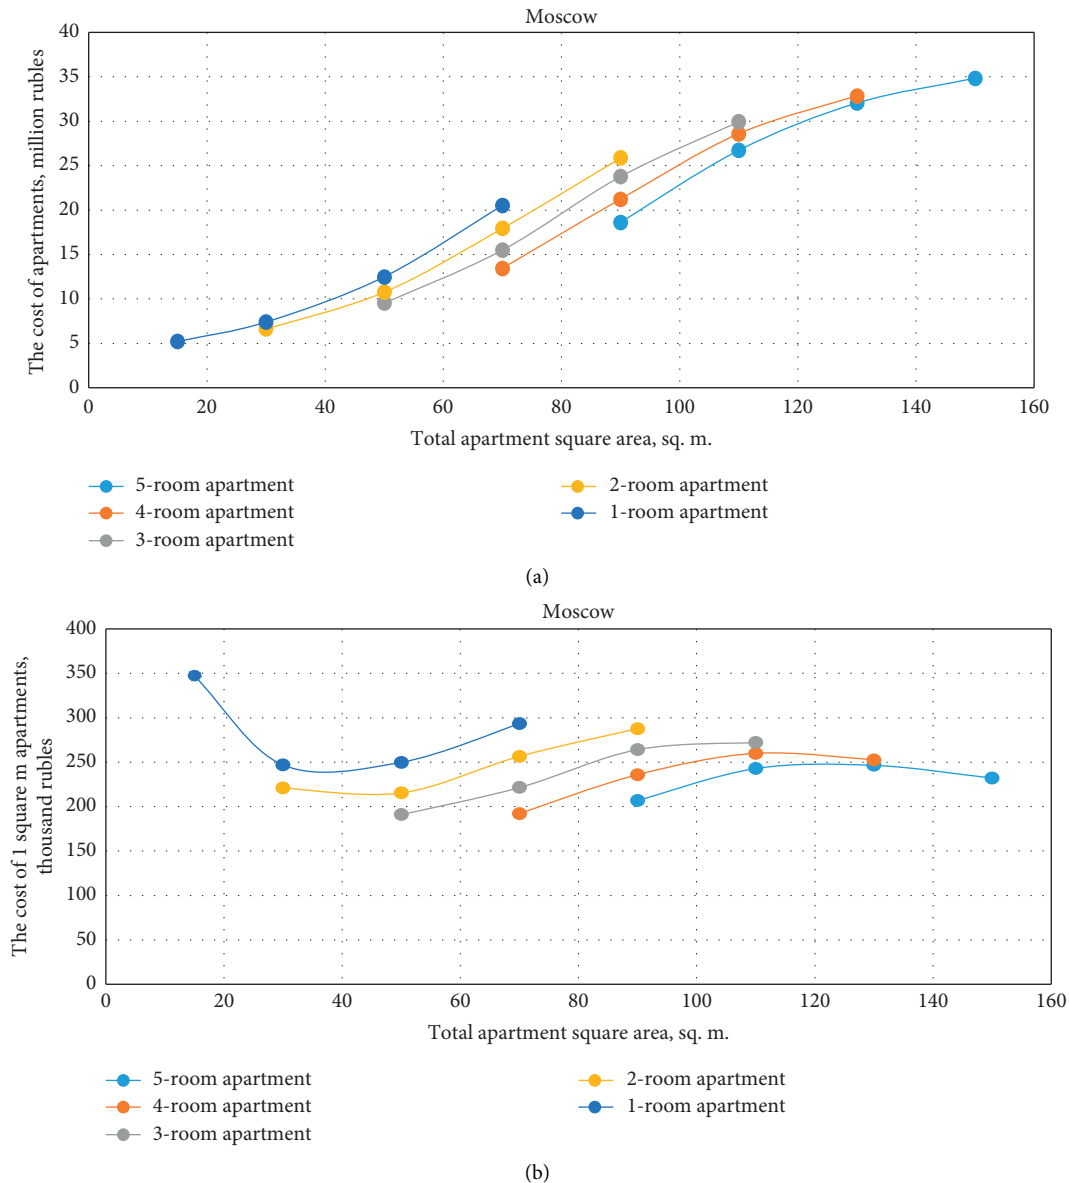 Moscow
40
35
30
25
20
15
10
5
0
The cost of apartments, million rubles
0 20 40 60 80 100 120 140 160
Total apartment square area, sq. m.
5-room apartment
4-room apartment
3-room apartment
2-room apartment
1-room apartment
(a)
Moscow
400
350
300
250
200
150
100
50
0
The cost of 1 square m apartments,
thousand rubles
0 20 40 60 80 100 120 140 160
Total apartment square area, sq. m.
5-room apartment
4-room apartment
3-room apartment
2-room apartment
1-room apartment
(b)